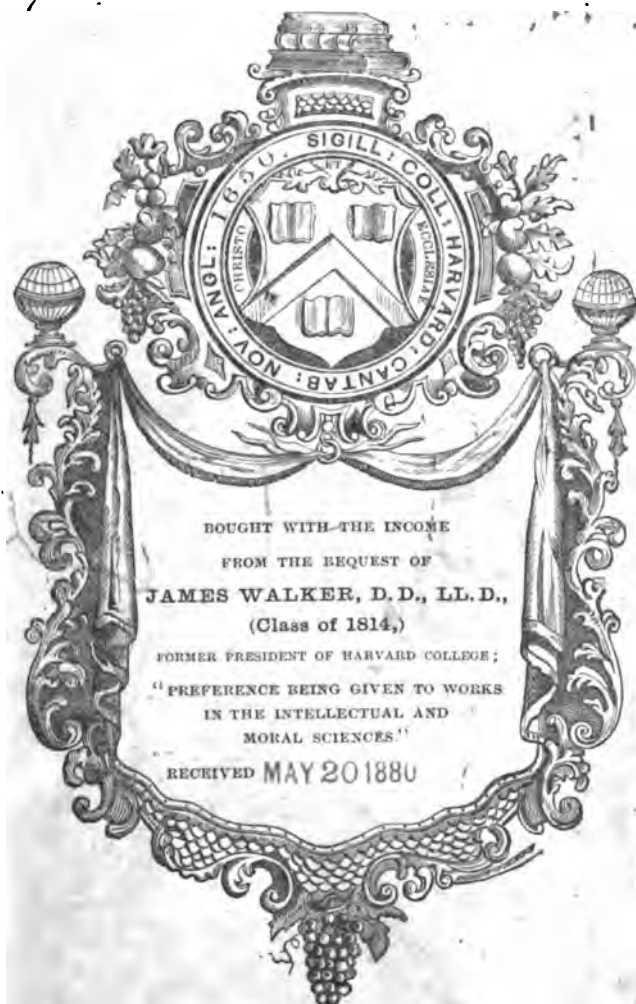 SIGILL: COLL: HARVARD: CANTAB: NOV: ANGL: 1650.
ET
CHRISTO
ECCLESIAE
BOUGHT WITH THE INCOME
FROM THE BEQUEST OF
JAMES WALKER, D.D., LL.D.,
(Class of 1814,)
FORMER PRESIDENT OF HARVARD COLLEGE;
"PREFERENCE BEING GIVEN TO WORKS
IN THE INTELLECTUAL AND
MORAL SCIENCES."
RECEIVED MAY 20 1880